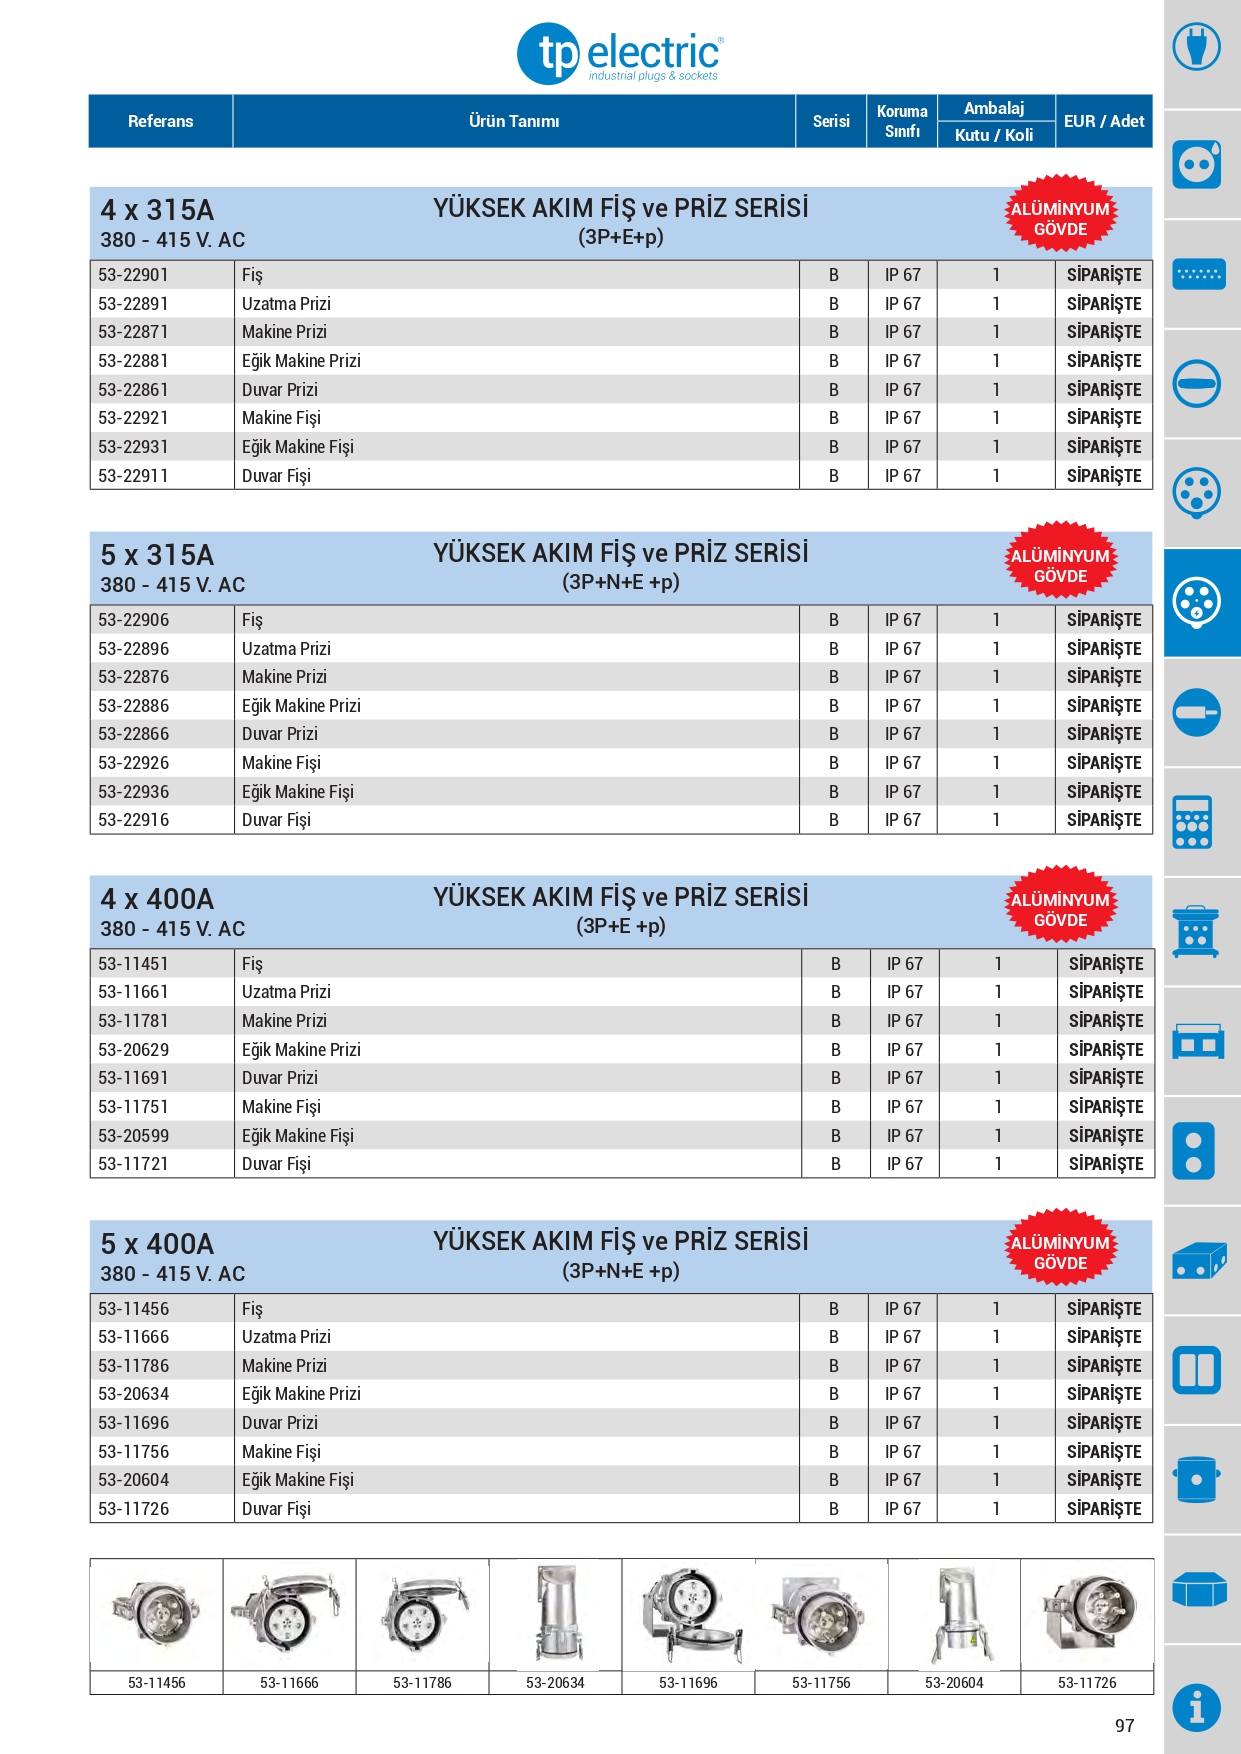 tp electric®
industrial plugs & sockets
Referans Ürün Tanımı Serisi Koruma Sınıfı Ambalaj Kutu / Koli EUR / Adet
4 x 315A YÜKSEK AKIM FİŞ ve PRİZ SERİSİ ALÜMİNYUM
380 - 415 V. AC (3P+E+p) GÖVDE
53-22901 Fiş B IP 67 1 SİPARİŞTE
53-22891 Uzatma Prizi B IP 67 1 SİPARİŞTE
53-22871 Makine Prizi B IP 67 1 SİPARİŞTE
53-22881 Eğik Makine Prizi B IP 67 1 SİPARİŞTE
53-22861 Duvar Prizi B IP 67 1 SİPARİŞTE
53-22921 Makine Fişi B IP 67 1 SİPARİŞTE
53-22931 Eğik Makine Fişi B IP 67 1 SİPARİŞTE
53-22911 Duvar Fişi B IP 67 1 SİPARİŞTE
5 x 315A YÜKSEK AKIM FİŞ ve PRİZ SERİSİ ALÜMİNYUM
380 - 415 V. AC (3P+N+E +p) GÖVDE
53-22906 Fiş B IP 67 1 SİPARİŞTE
53-22896 Uzatma Prizi B IP 67 1 SİPARİŞTE
53-22876 Makine Prizi B IP 67 1 SİPARİŞTE
53-22886 Eğik Makine Prizi B IP 67 1 SİPARİŞTE
53-22866 Duvar Prizi B IP 67 1 SİPARİŞTE
53-22926 Makine Fişi B IP 67 1 SİPARİŞTE
53-22936 Eğik Makine Fişi B IP 67 1 SİPARİŞTE
53-22916 Duvar Fişi B IP 67 1 SİPARİŞTE
4 x 400A YÜKSEK AKIM FİŞ ve PRİZ SERİSİ ALÜMİNYUM
380 - 415 V. AC (3P+E +p) GÖVDE
53-11451 Fiş B IP 67 1 SİPARİŞTE
53-11661 Uzatma Prizi B IP 67 1 SİPARİŞTE
53-11781 Makine Prizi B IP 67 1 SİPARİŞTE
53-20629 Eğik Makine Prizi B IP 67 1 SİPARİŞTE
53-11691 Duvar Prizi B IP 67 1 SİPARİŞTE
53-11751 Makine Fişi B IP 67 1 SİPARİŞTE
53-20599 Eğik Makine Fişi B IP 67 1 SİPARİŞTE
53-11721 Duvar Fişi B IP 67 1 SİPARİŞTE
5 x 400A YÜKSEK AKIM FİŞ ve PRİZ SERİSİ ALÜMİNYUM
380 - 415 V. AC (3P+N+E +p) GÖVDE
53-11456 Fiş B IP 67 1 SİPARİŞTE
53-11666 Uzatma Prizi B IP 67 1 SİPARİŞTE
53-11786 Makine Prizi B IP 67 1 SİPARİŞTE
53-20634 Eğik Makine Prizi B IP 67 1 SİPARİŞTE
53-11696 Duvar Prizi B IP 67 1 SİPARİŞTE
53-11756 Makine Fişi B IP 67 1 SİPARİŞTE
53-20604 Eğik Makine Fişi B IP 67 1 SİPARİŞTE
53-11726 Duvar Fişi B IP 67 1 SİPARİŞTE
53-11456 53-11666 53-11786 53-20634 53-11696 53-11756 53-20604 53-11726
97